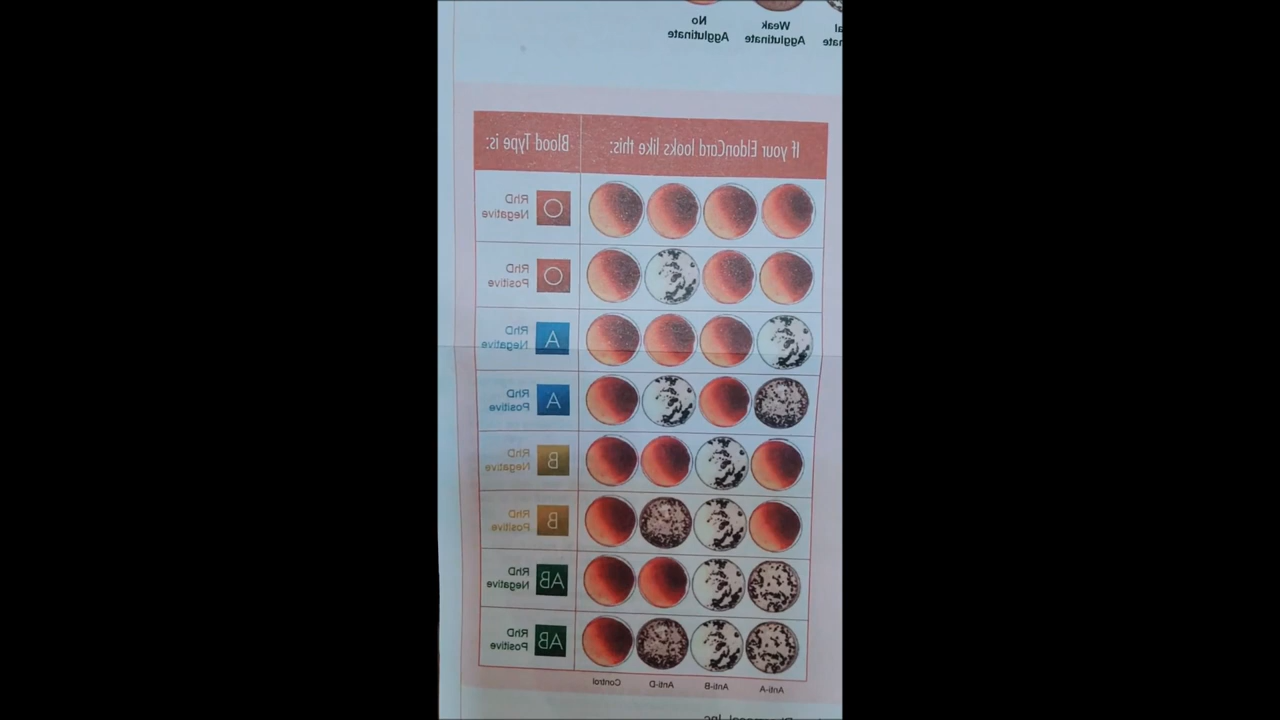 No
Agglutinate
Weak
Agglutinate
If your EldonCard looks like this:
Blood Type is:
O
RhD
Negative
O
RhD
Positive
A
RhD
Negative
A
RhD
Positive
B
RhD
Negative
B
RhD
Positive
AB
RhD
Negative
AB
RhD
Positive
Anti-A
Anti-B
Anti-D
Control